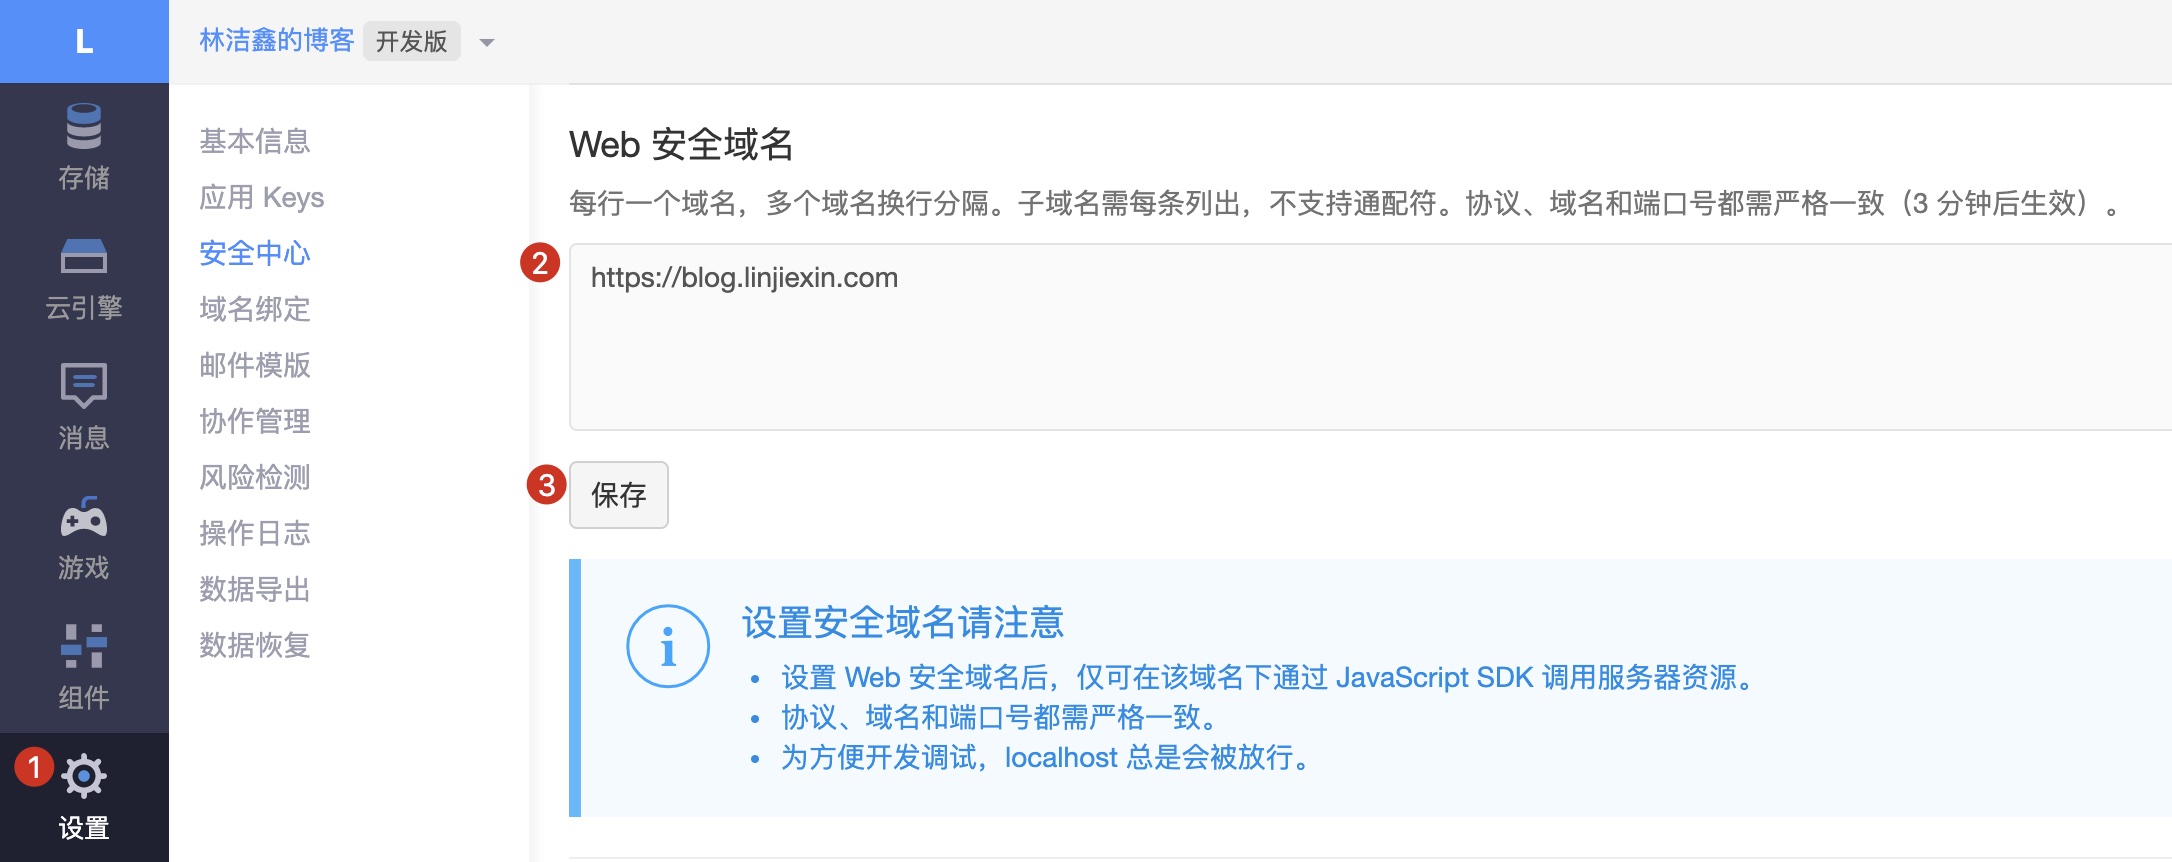 L
林洁鑫的博客 开发版
存储
云引擎
消息
游戏
组件
1
设置
基本信息
应用 Keys
安全中心
域名绑定
邮件模版
协作管理
风险检测
操作日志
数据导出
数据恢复
Web 安全域名
每行一个域名，多个域名换行分隔。子域名需每条列出，不支持通配符。协议、域名和端口号都需严格一致（3 分钟后生效）。
2
https://blog.linjiexin.com
3
保存
i
设置安全域名请注意
• 设置 Web 安全域名后，仅可在该域名下通过 JavaScript SDK 调用服务器资源。
• 协议、域名和端口号都需严格一致。
• 为方便开发调试，localhost 总是会被放行。